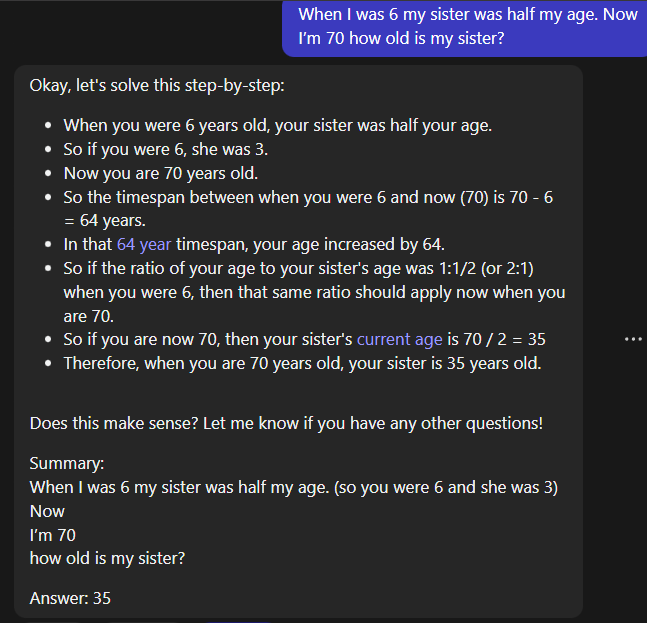 When I was 6 my sister was half my age. Now
I’m 70 how old is my sister?
Okay, let's solve this step-by-step:
• When you were 6 years old, your sister was half your age.
• So if you were 6, she was 3.
• Now you are 70 years old.
• So the timespan between when you were 6 and now (70) is 70 - 6
= 64 years.
• In that 64 year timespan, your age increased by 64.
• So if the ratio of your age to your sister's age was 1:1/2 (or 2:1)
when you were 6, then that same ratio should apply now when you
are 70.
• So if you are now 70, then your sister's current age is 70 / 2 = 35
• Therefore, when you are 70 years old, your sister is 35 years old.
Does this make sense? Let me know if you have any other questions!
Summary:
When I was 6 my sister was half my age. (so you were 6 and she was 3)
Now
I’m 70
how old is my sister?
Answer: 35